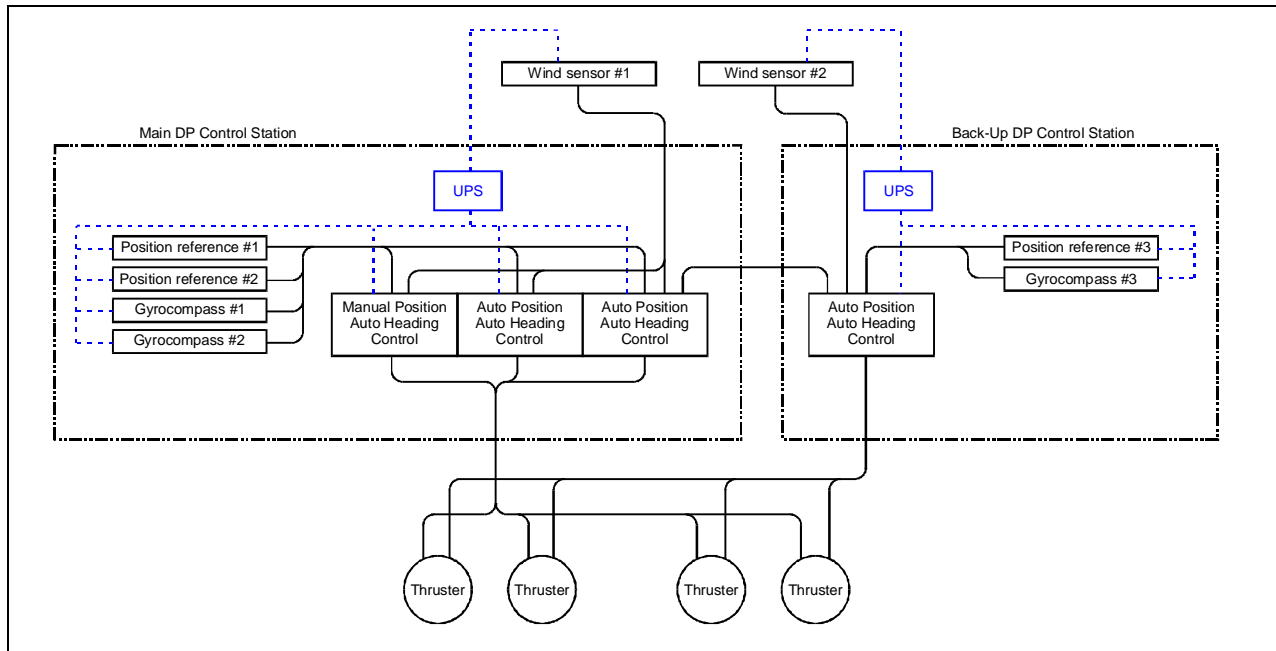 Wind sensor #1
Wind sensor #2
Main DP Control Station
Back-Up DP Control Station
UPS
UPS
Position reference #1
Position reference #2
Gyrocompass #1
Gyrocompass #2
Position reference #3
Gyrocompass #3
Manual Position
Auto Heading
Control
Auto Position
Auto Heading
Control
Auto Position
Auto Heading
Control
Auto Position
Auto Heading
Control
Thruster
Thruster
Thruster
Thruster